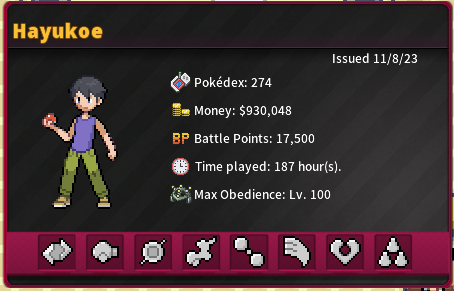 Hayukoe
Issued 11/8/23
Pokédex: 274
Money: $930,048
BP Battle Points: 17,500
Time played: 187 hour(s).
Max Obedience: Lv. 100